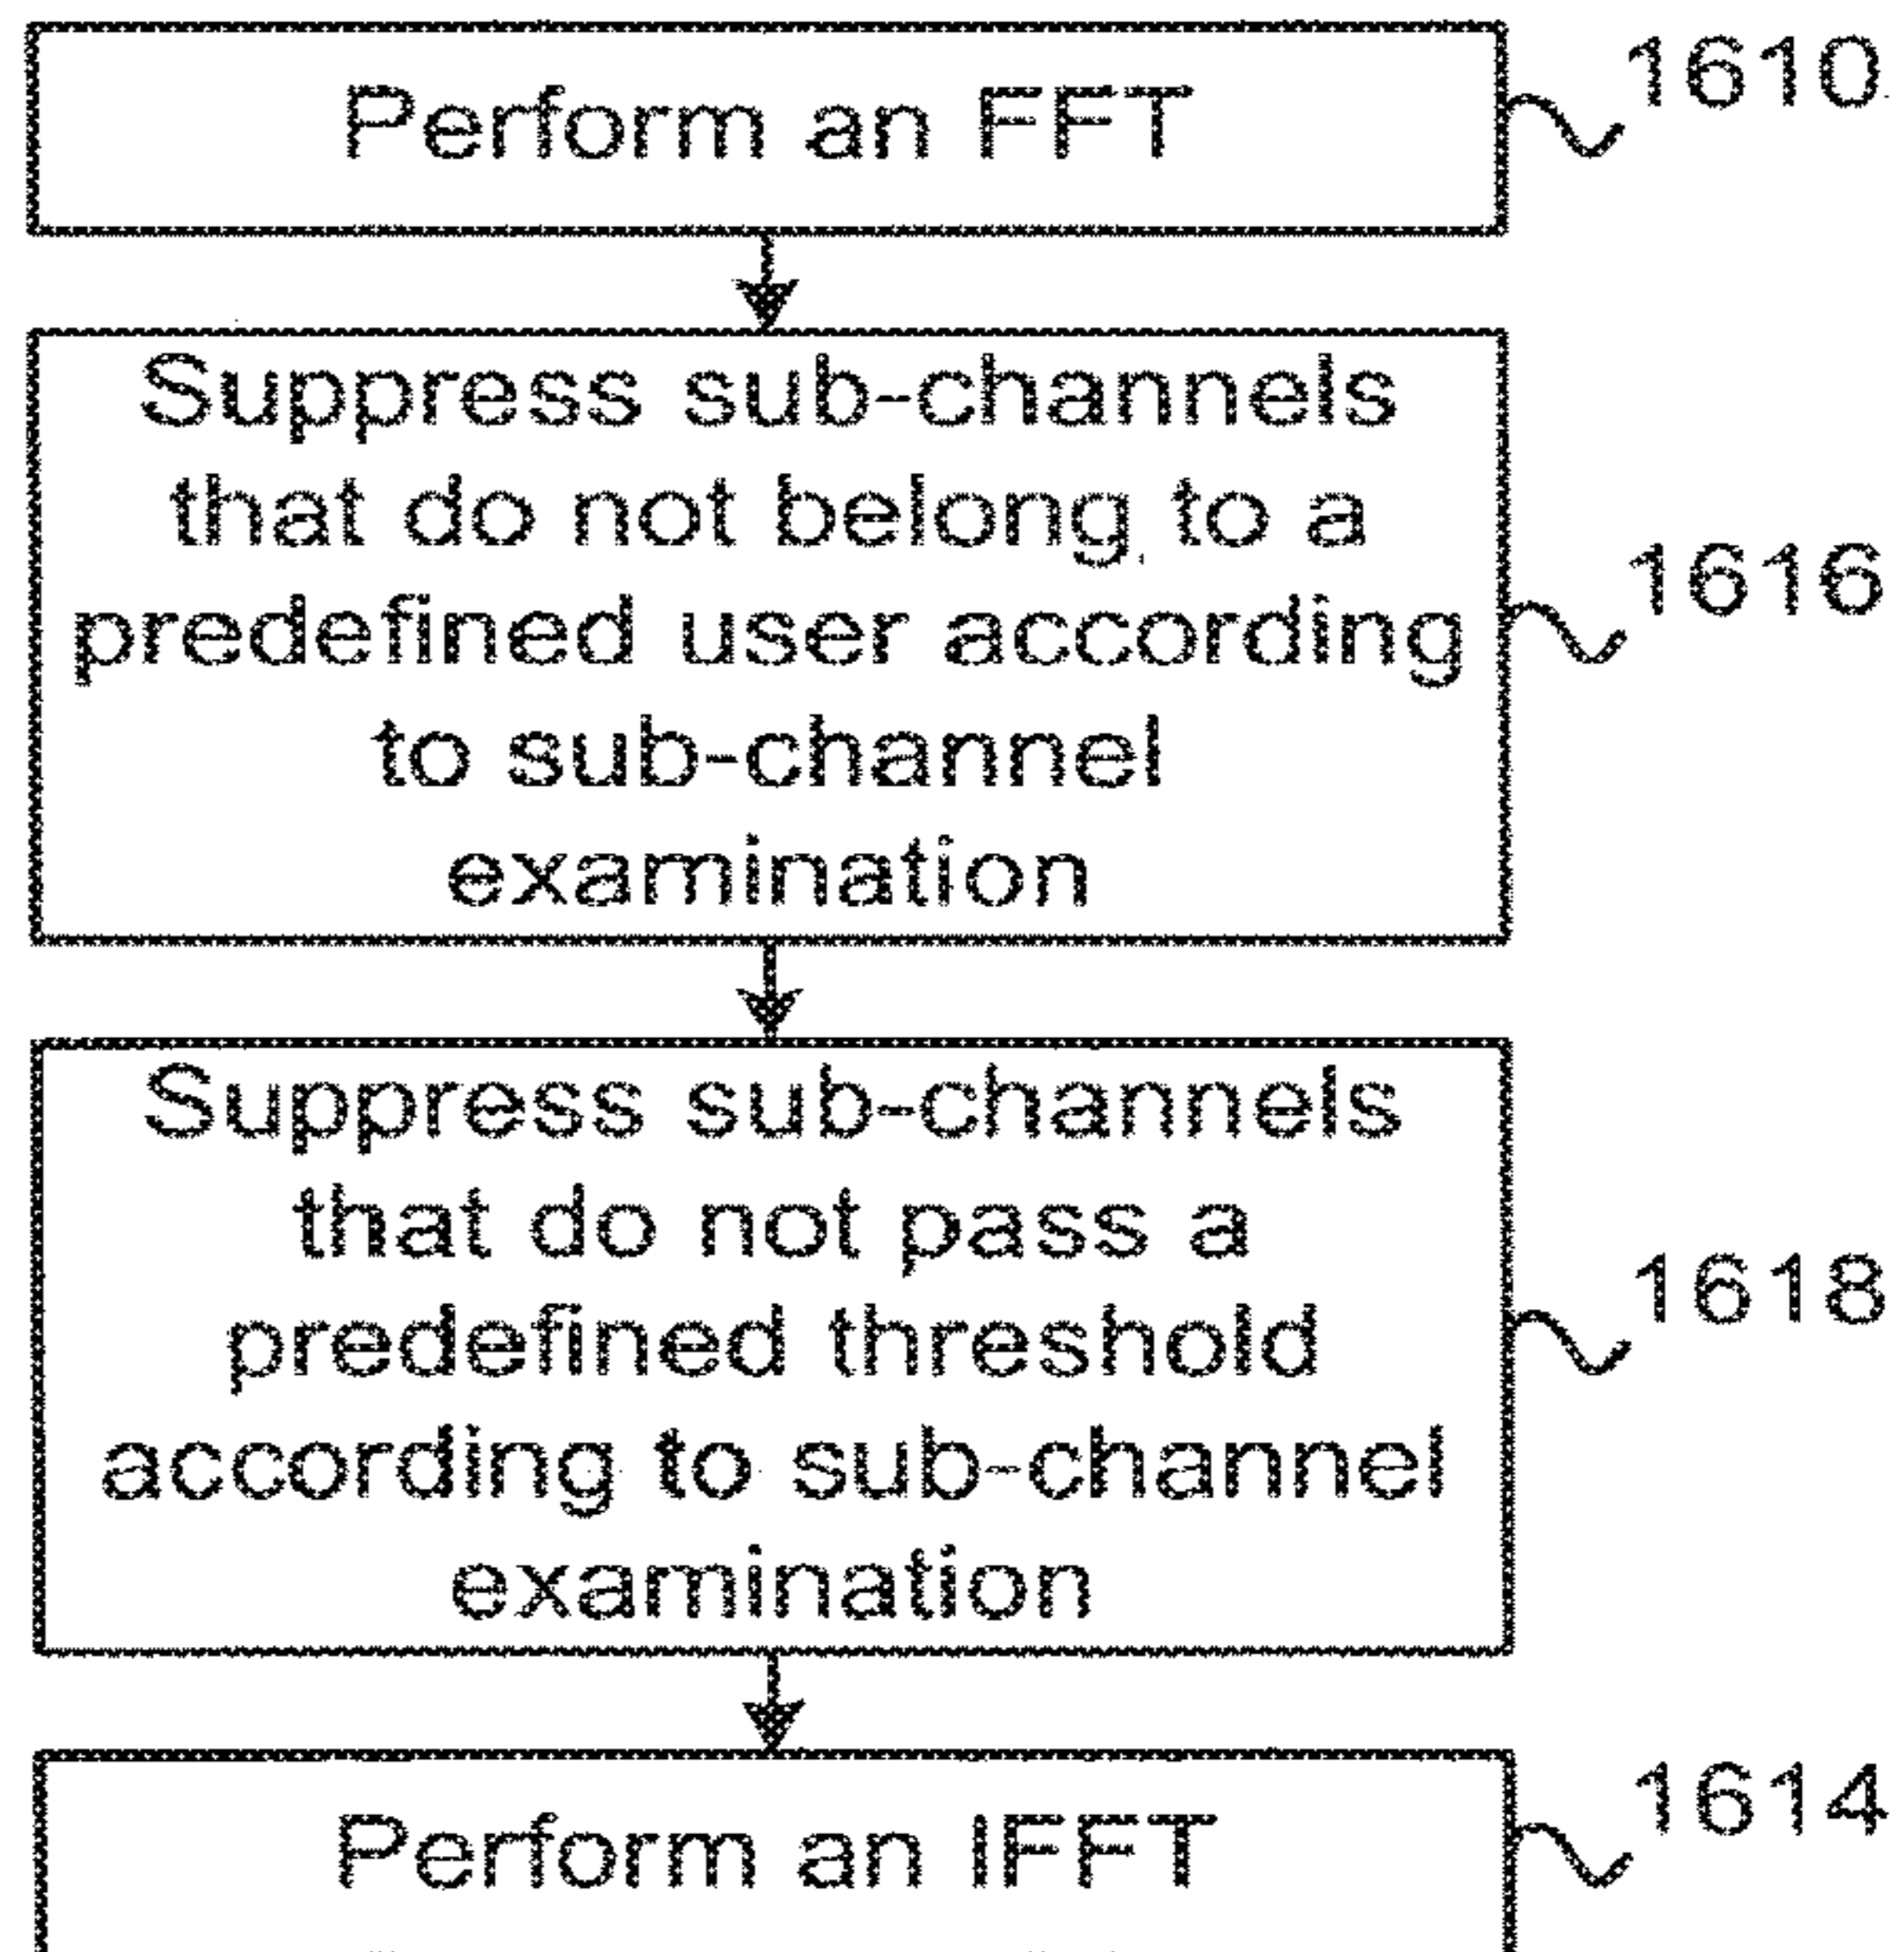 Perform an FFT
1610
Suppress sub-channels
that do not belong to a
predefined user according
to sub-channel
examination
1616
Suppress sub-channels
that do not pass a
predefined threshold
according to sub-channel
examination
1618
Perform an IFFT
1614